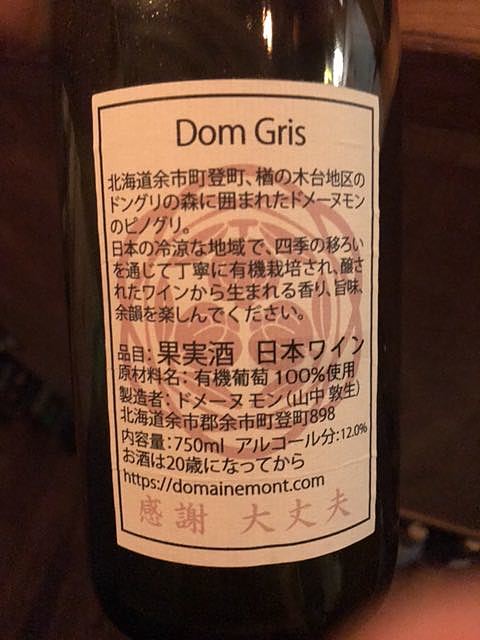 Dom Gris
北海道余市町登町、楢の木台地区の
ドングリの森に囲まれたドメーヌモン
のピノグリ。
日本の冷涼な地域で、四季の移ろい
を通じて丁寧に有機栽培され、醸さ
れたワインから生まれる香り、旨味、
余韻を楽しんでください。
品目：果実酒 日本ワイン
原材料名：有機葡萄100%使用
製造者：ドメーヌ モン（山中 敦生）
北海道余市郡余市町登町898
内容量：750ml アルコール分：12.0%
お酒は20歳になってから
https://domainemont.com
感謝 大丈夫